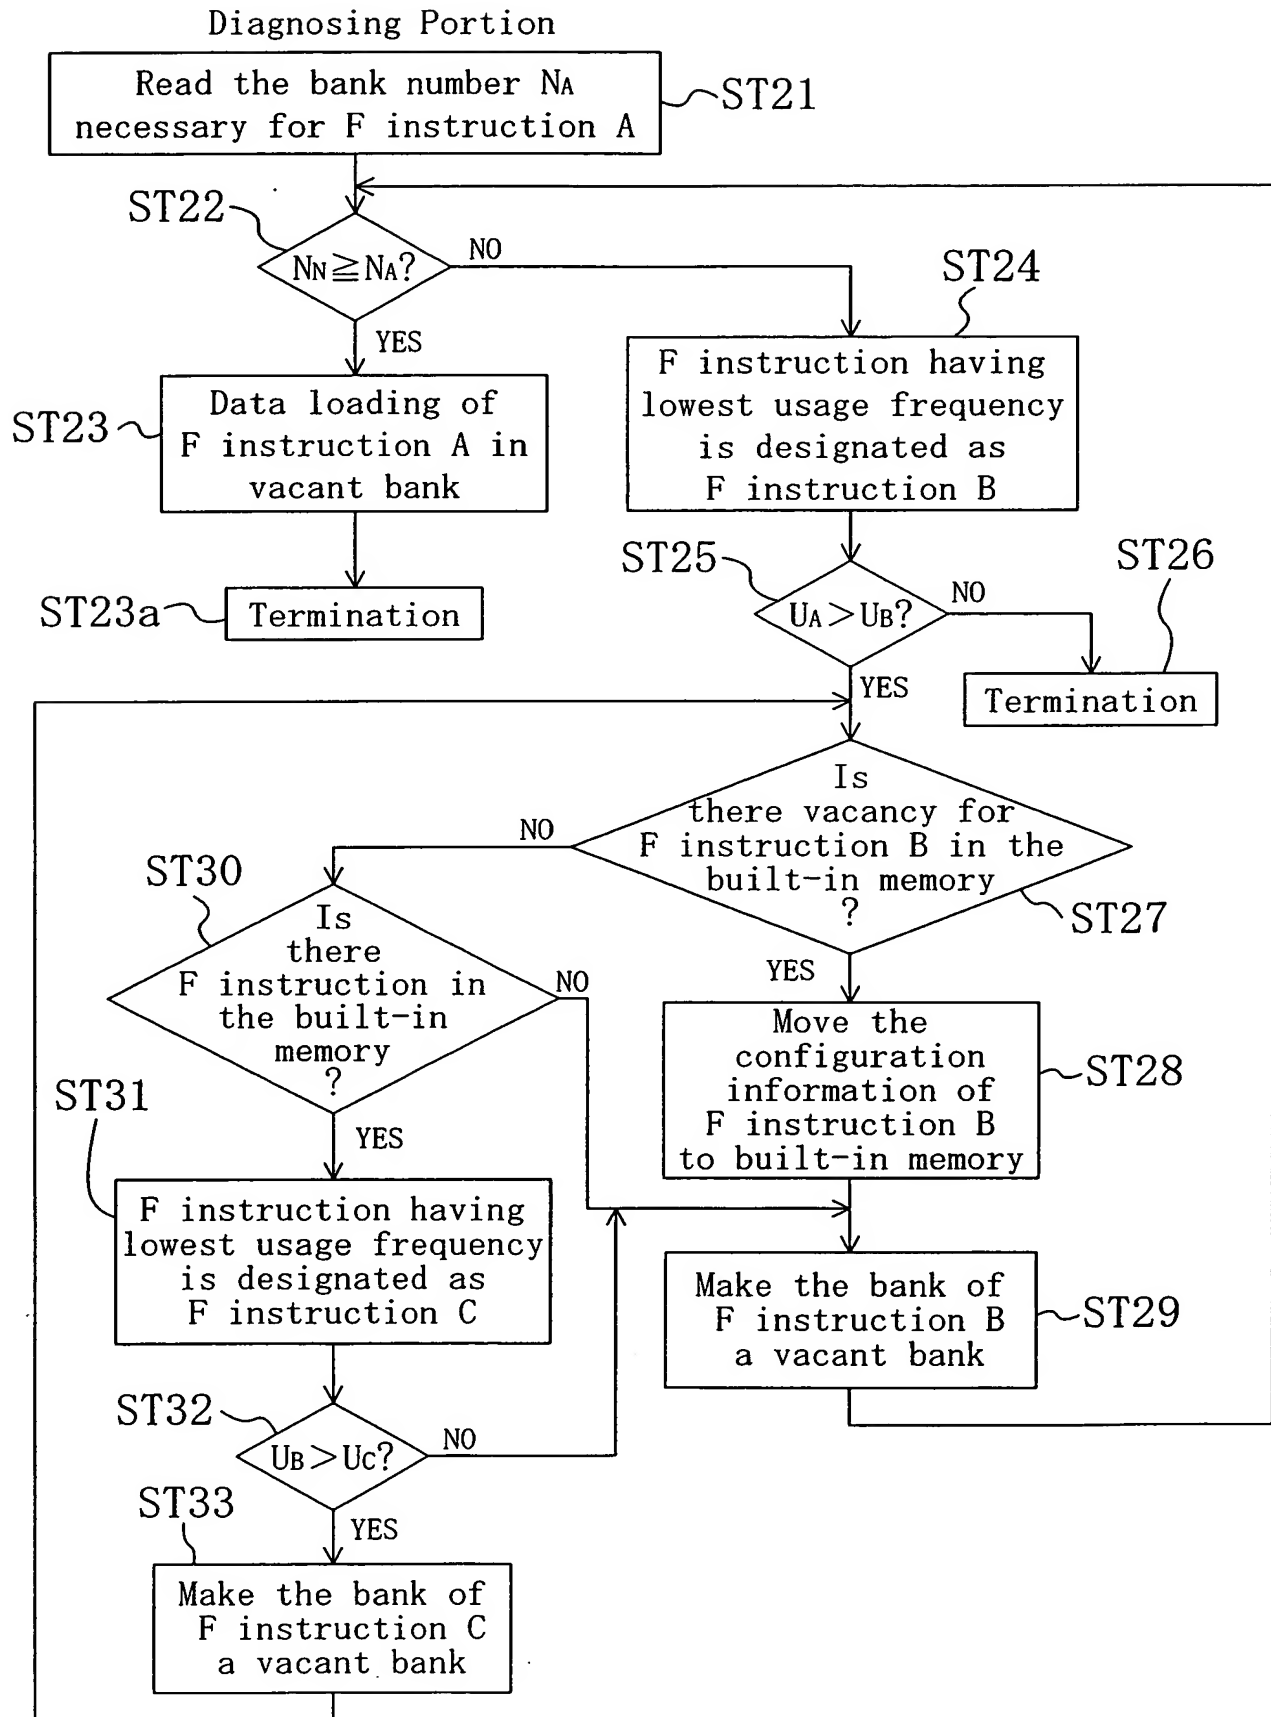 Diagnosing Portion
Read the bank number NA
necessary for F instruction A
ST21
ST22
NN≧NA?
NO
YES
ST24
F instruction having
lowest usage frequency
is designated as
F instruction B
ST23
Data loading of
F instruction A in
vacant bank
ST23a
Termination
ST25
UA>UB?
NO
YES
ST26
Termination
Is
there vacancy for
F instruction B in the
built-in memory
?
ST27
NO
YES
ST30
Is
there
F instruction in
the built-in
memory
?
NO
YES
Move the
configuration
information of
F instruction B
to built-in memory
ST28
ST31
F instruction having
lowest usage frequency
is designated as
F instruction C
Make the bank of
F instruction B
a vacant bank
ST29
ST32
UB>UC?
NO
YES
ST33
Make the bank of
F instruction C
a vacant bank